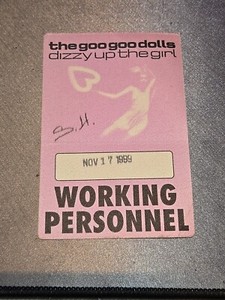 the goo goo dolls
dizzy up the girl
S.H.
NOV 17 1999
WORKING
PERSONNEL